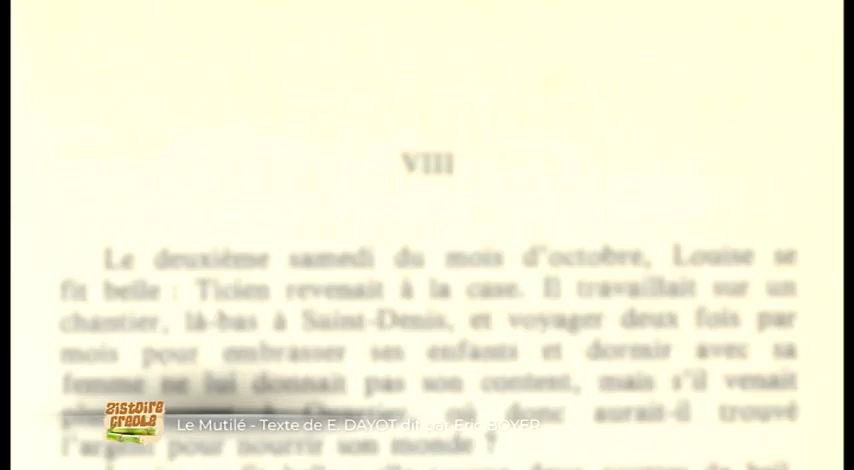 VIII
Le deuxième samedi du mois d'octobre, Louise se
fit belle : Ticien revenait à la case. Il travaillait sur un
chantier, là-bas à Saint-Denis, et voyager deux fois par
mois pour embrasser ses enfants et dormir avec sa
femme ne lui donnait pas son content, mais s'il venait
où donc aurait-il trouvé
Zistoire Créole
Le Mutilé - Texte de E. DAYOT dit par Eric BOYER
l'argent pour nourrir son monde ?